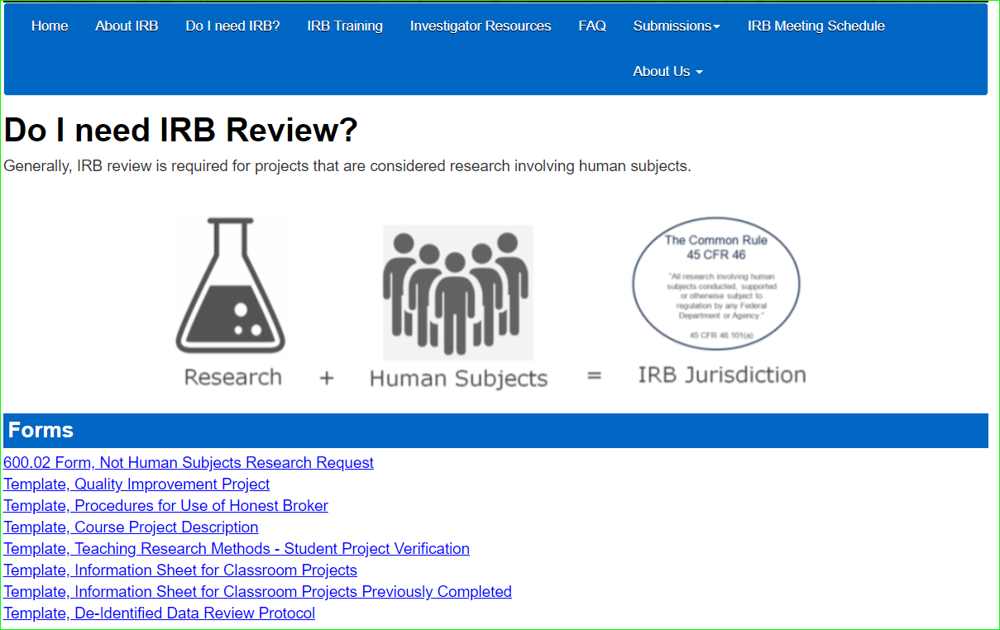 Home About IRB Do I need IRB? IRB Training Investigator Resources FAQ Submissions IRB Meeting Schedule
About Us
Do I need IRB Review?
Generally, IRB review is required for projects that are considered research involving human subjects.
The Common Rule
45 CFR 46
"All research involving human
subjects conducted, supported
or otherwise subject to
regulation by any Federal
Department or Agency."
45 CFR 46.101(a)
Research + Human Subjects = IRB Jurisdiction
Forms
600.02 Form, Not Human Subjects Research Request
Template, Quality Improvement Project
Template, Procedures for Use of Honest Broker
Template, Course Project Description
Template, Teaching Research Methods - Student Project Verification
Template, Information Sheet for Classroom Projects
Template, Information Sheet for Classroom Projects Previously Completed
Template, De-Identified Data Review Protocol